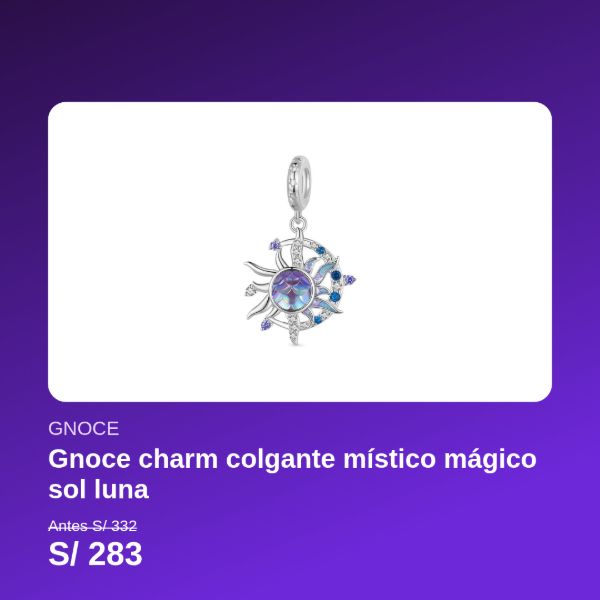 GNOCE
Gnoce charm colgante místico mágico
sol luna
Antes S/ 332
S/ 283